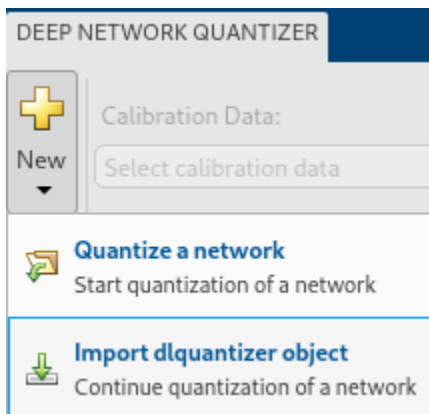 DEEP NETWORK QUANTIZER
New
Calibration Data:
Select calibration data
Quantize a network
Start quantization of a network
Import dlquantizer object
Continue quantization of a network